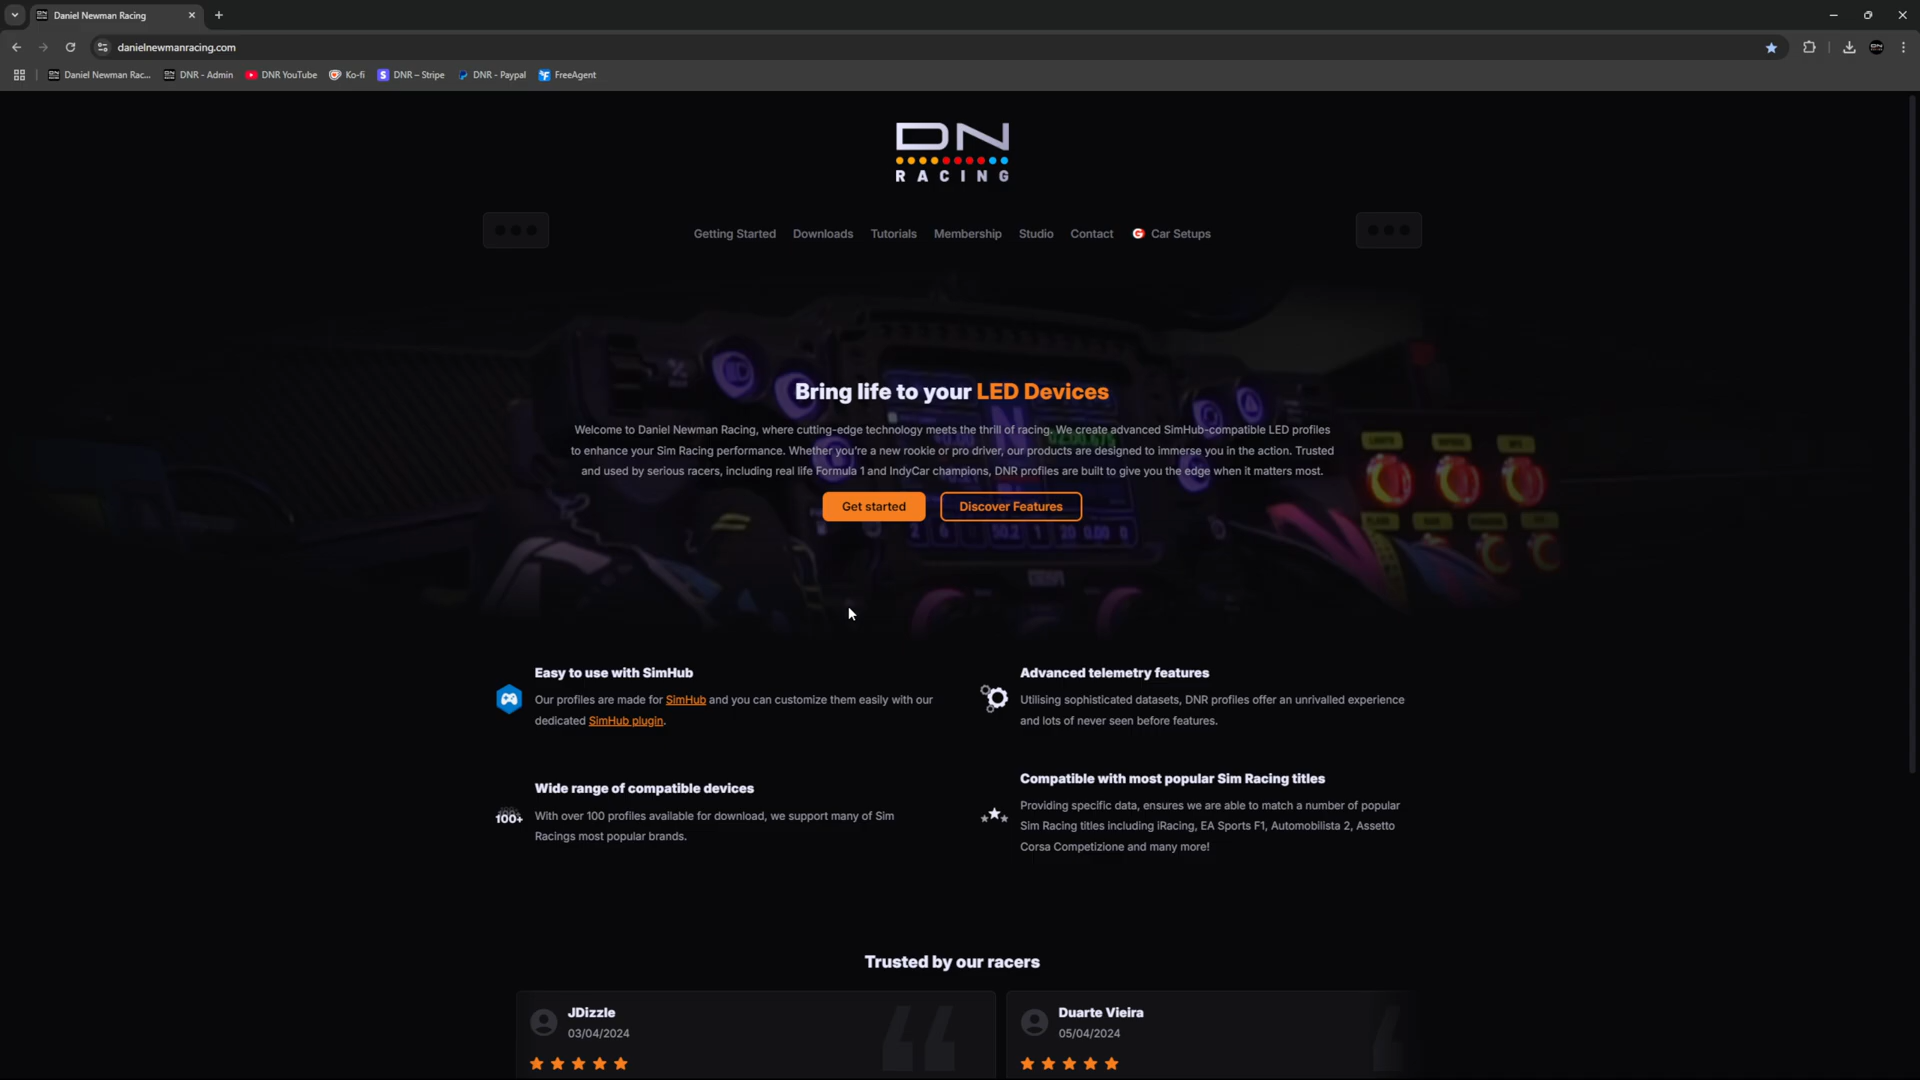 Daniel Newman Racing
danielnewmanracing.com
Daniel Newman Rac...
DNR - Admin
DNR YouTube
Ko-fi
DNR – Stripe
DNR - Paypal
FreeAgent
DN
RACING
Getting Started
Downloads
Tutorials
Membership
Studio
Contact
Car Setups
Bring life to your LED Devices
Welcome to Daniel Newman Racing, where cutting-edge technology meets the thrill of racing. We create advanced SimHub-compatible LED profiles
to enhance your Sim Racing performance. Whether you're a new rookie or pro driver, our products are designed to immerse you in the action. Trusted
and used by serious racers, including real life Formula 1 and IndyCar champions, DNR profiles are built to give you the edge when it matters most.
Get started
Discover Features
Easy to use with SimHub
Our profiles are made for SimHub and you can customize them easily with our
dedicated SimHub plugin.
Advanced telemetry features
Utilising sophisticated datasets, DNR profiles offer an unrivalled experience
and lots of never seen before features.
100+
Wide range of compatible devices
With over 100 profiles available for download, we support many of Sim
Racings most popular brands.
Compatible with most popular Sim Racing titles
Providing specific data, ensures we are able to match a number of popular
Sim Racing titles including iRacing, EA Sports F1, Automobilista 2, Assetto
Corsa Competizione and many more!
Trusted by our racers
JDizzle
03/04/2024
Duarte Vieira
05/04/2024